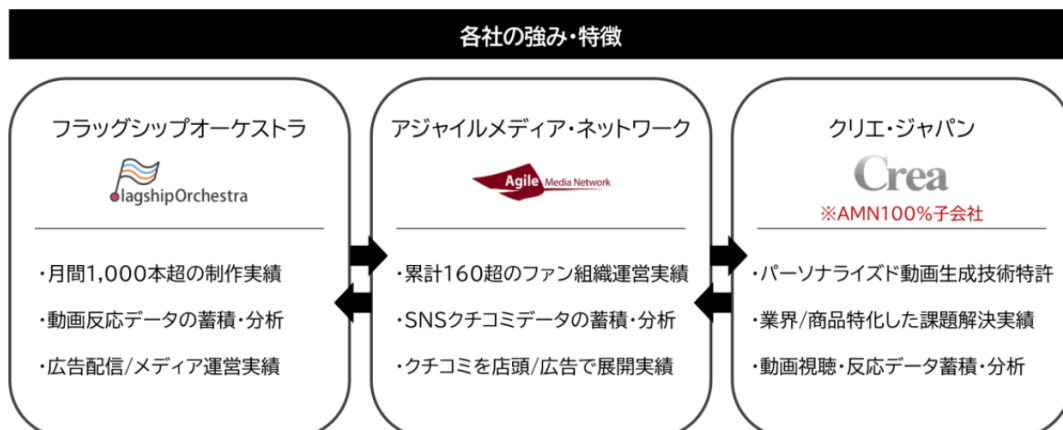 各社の強み・特徴
フラッグシップオーケストラ
lagshipOrchestra
・月間1,000本超の制作実績
・動画反応データの蓄積・分析
・広告配信/メディア運営実績
アジャイルメディア・ネットワーク
Agile Media Network
・累計160超のファン組織運営実績
・SNSクチコミデータの蓄積・分析
・クチコミを店頭/広告で展開実績
クリエ・ジャパン
Crea
※AMN100%子会社
・パーソナライズド動画生成技術特許
・業界/商品特化した課題解決実績
・動画視聴・反応データ蓄積・分析